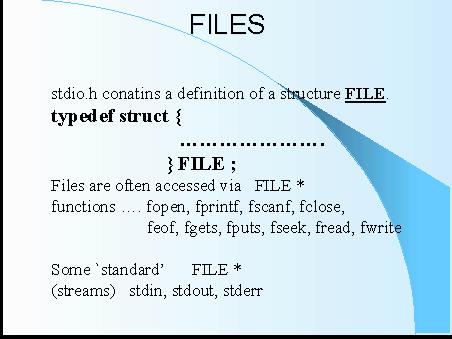 FILES
stdio.h conatins a definition of a structure FILE.
typedef struct {
………………….
} FILE ;
Files are often accessed via FILE *
functions …. fopen, fprintf, fscanf, fclose,
feof, fgets, fputs, fseek, fread, fwrite
Some `standard’ FILE *
(streams) stdin, stdout, stderr